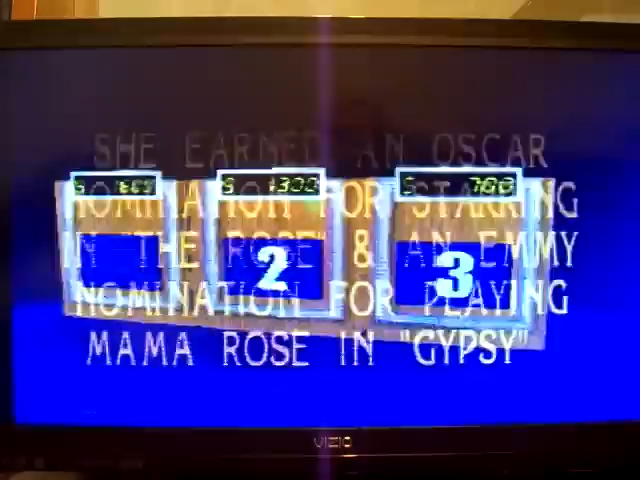 SHE EARNED AN OSCAR
NOMINATION FOR STARRING
IN "THE ROSE" & AN EMMY
NOMINATION FOR PLAYING
MAMA ROSE IN "GYPSY"
$ 1300
$ 700
2
3
VIZIO